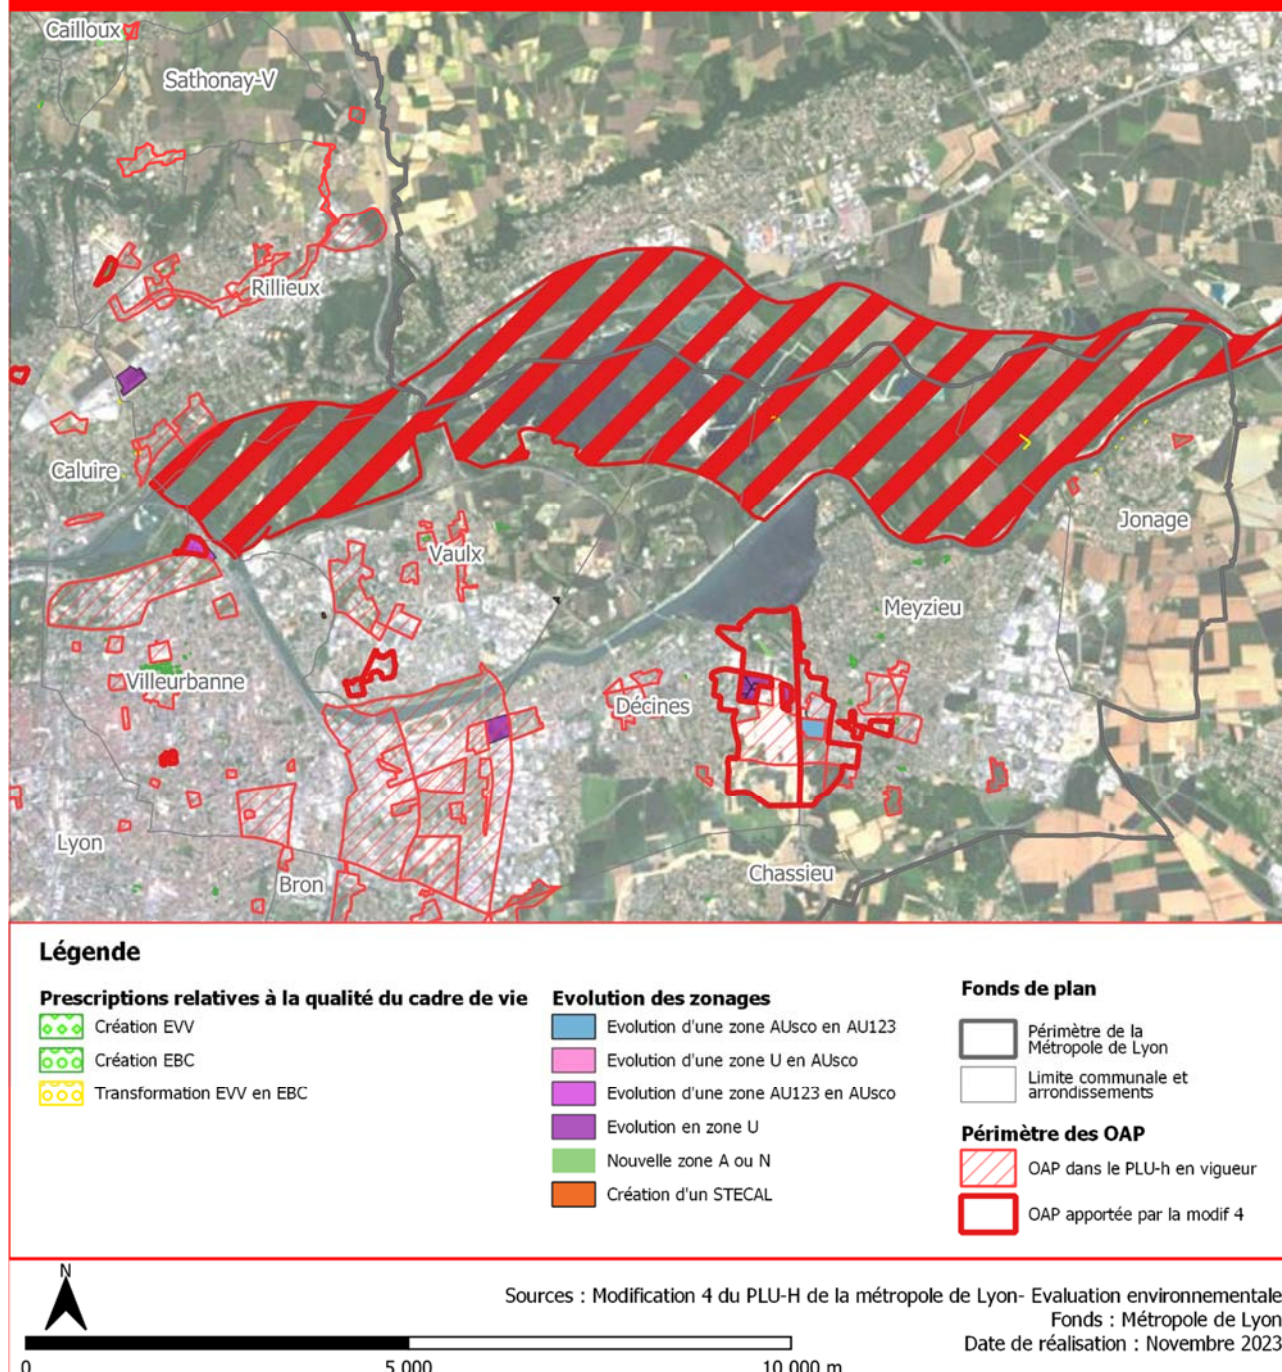 Cailloux
Sathonay-V
Rillieux
Caluire
Vaulx
Jonage
Meyzieu
Villeurbanne
Décines
Lyon
Bron
Chassieu
Légende
Prescriptions relatives à la qualité du cadre de vie
Création EVV
Création EBC
Transformation EVV en EBC
Evolution des zonages
Evolution d'une zone AUsco en AU123
Evolution d'une zone U en AUsco
Evolution d'une zone AU123 en AUsco
Evolution en zone U
Nouvelle zone A ou N
Création d'un STECAL
Fonds de plan
Périmètre de la
Métropole de Lyon
Limite communale et
arrondissements
Périmètre des OAP
OAP dans le PLU-h en vigueur
OAP apportée par la modif 4
N
Sources : Modification 4 du PLU-H de la métropole de Lyon- Evaluation environnementale
Fonds : Métropole de Lyon
Date de réalisation : Novembre 2023
0 5 000 10 000 m